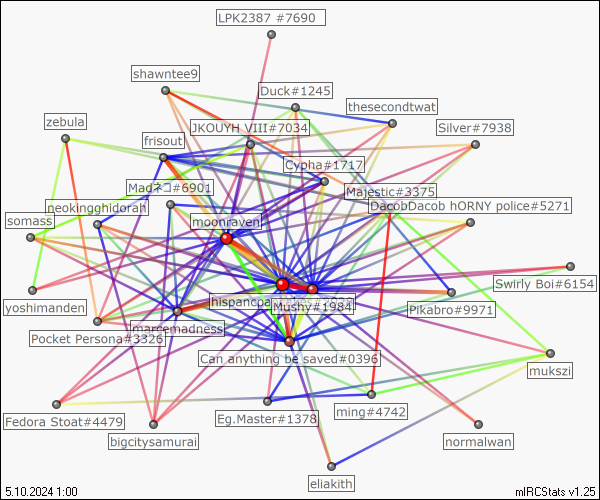 LPK2387 #7690
shawntee9
Duck#1245
thesecondtwat
zebula
JKOUYH VIII#7034
Silver#7938
frisout
Cypha#1717
Madネコ#6901
Majestic#3375
neokingghidorah
DacobDacob hORNY police#5271
somass
moonraven
Swirly Boi#6154
yoshimanden
hispancpa
Mushy#1984
Pikabro#9971
Pocket Persona#3326
marcemadness
Can anything be saved#0396
mukszi
Fedora Stoat#4479
Eg.Master#1378
ming#4742
bigcitysamurai
normalwan
eliakith
5.10.2024 1:00
mIRCStats v1.25